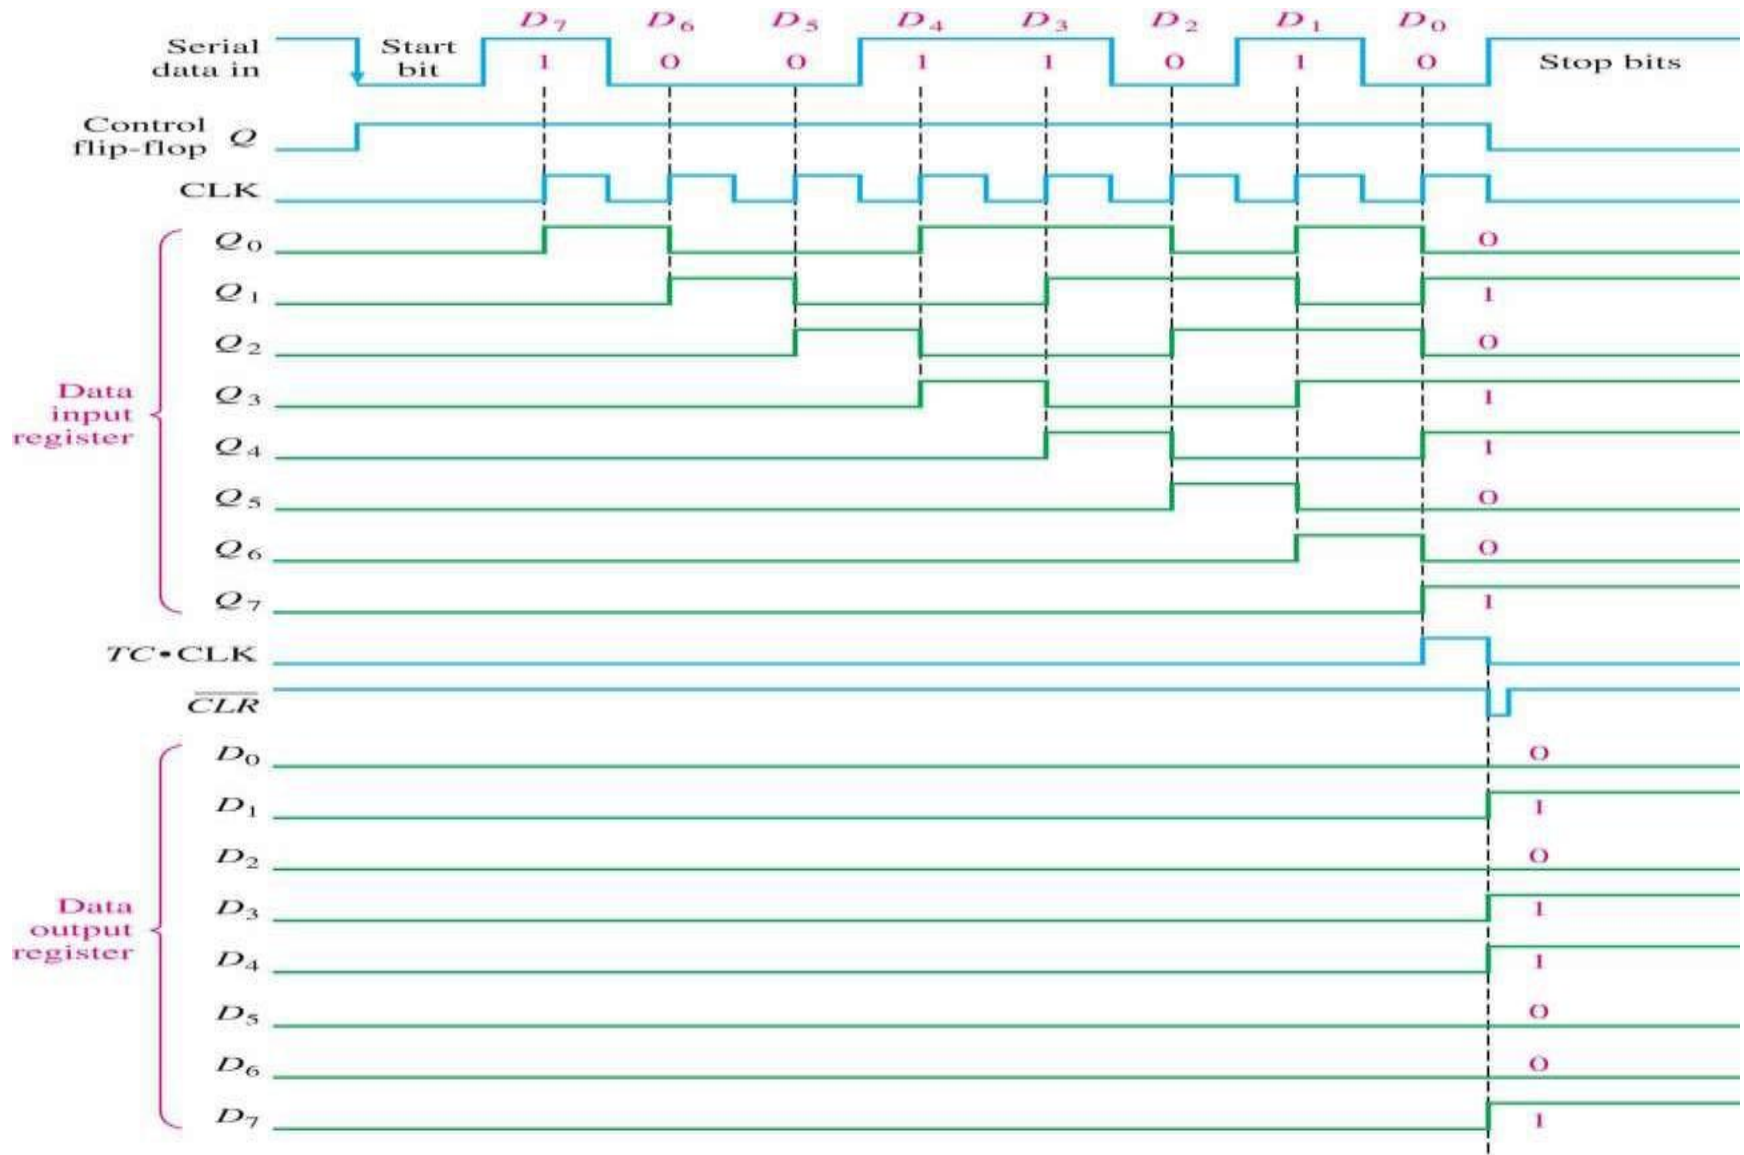 D7 D6 D5 D4 D3 D2 D1 D0
Serial data in
Start bit
1 0 0 1 1 0 1 0
Stop bits
Control flip-flop Q
CLK
Data input register
Q0 0
Q1 1
Q2 0
Q3 1
Q4 1
Q5 0
Q6 0
Q7 1
TC•CLK
C̅L̅R̅
Data output register
D0 0
D1 1
D2 0
D3 1
D4 1
D5 0
D6 0
D7 1